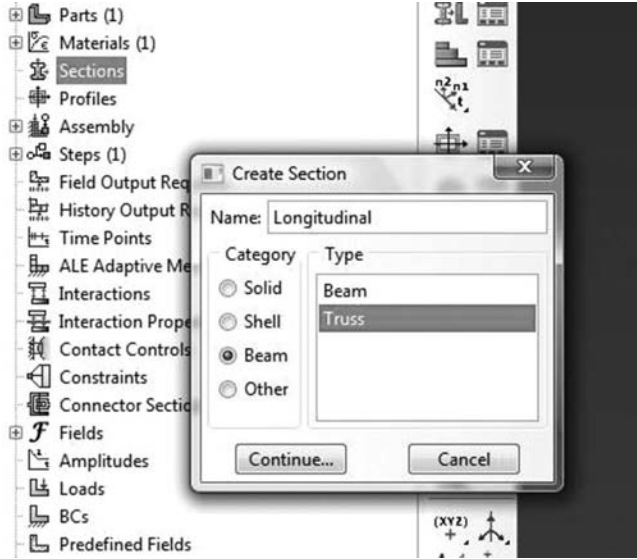 Parts (1)
Materials (1)
Sections
Profiles
Assembly
Steps (1)
Field Output Req
History Output R
Time Points
ALE Adaptive Me
Interactions
Interaction Prope
Contact Controls
Constraints
Connector Sectio
Fields
Amplitudes
Loads
BCs
Predefined Fields
n2 n1
t
Create Section
Name: Longitudinal
Category
Solid
Shell
Beam
Other
Type
Beam
Truss
Continue...
Cancel
(XYZ)